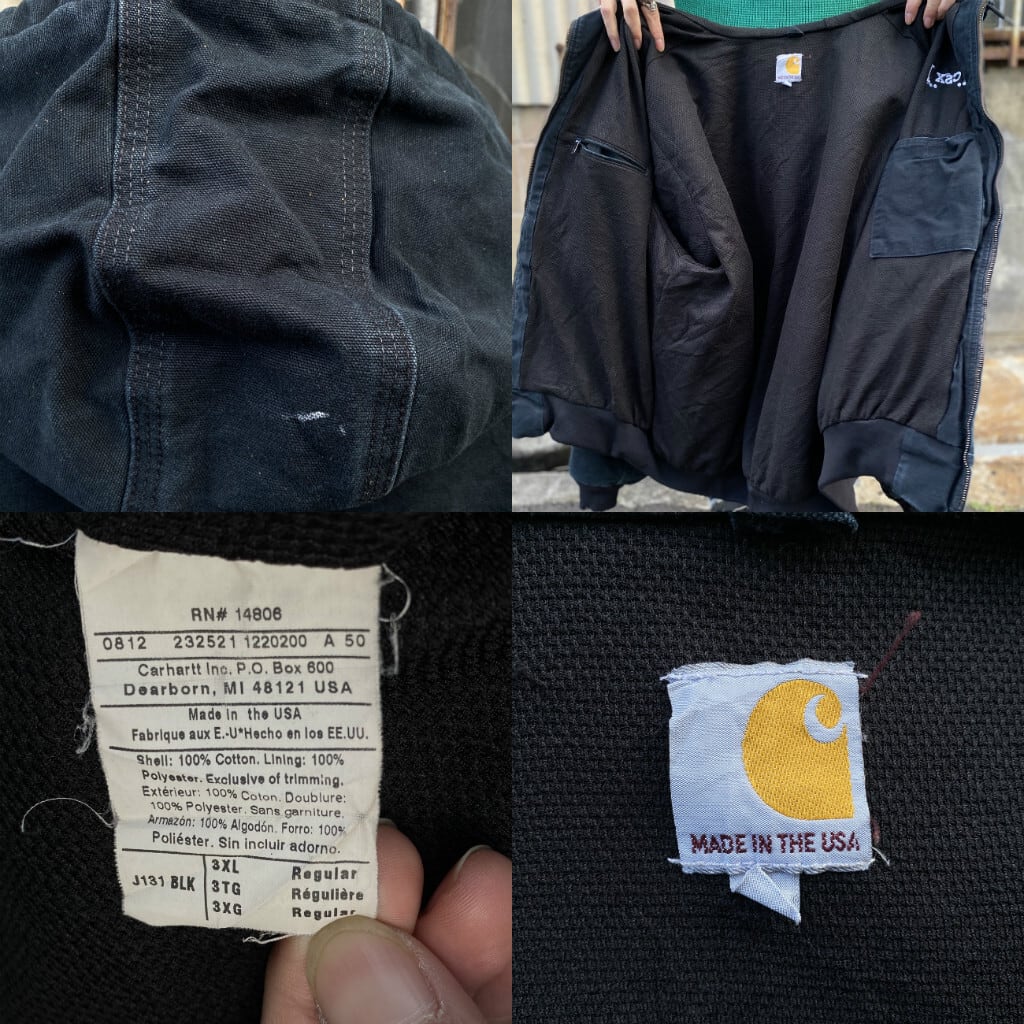 RN# 14806
0812 232521 1220200 A 50
Carhartt Inc. P.O. Box 600
Dearborn, MI 48121 USA
Made in the USA
Fabrique aux E.-U*Hecho en los EE.UU.
Shell: 100% Cotton. Lining: 100%
Polyester. Exclusive of trimming.
Extérieur: 100% Coton. Doublure:
100% Polyester. Sans garniture.
Armazón: 100% Algodón. Forro: 100%
Poliéster. Sin incluir adorno.
J131 BLK
3XL Regular
3TG Régulière
3XG Regular
MADE IN THE USA